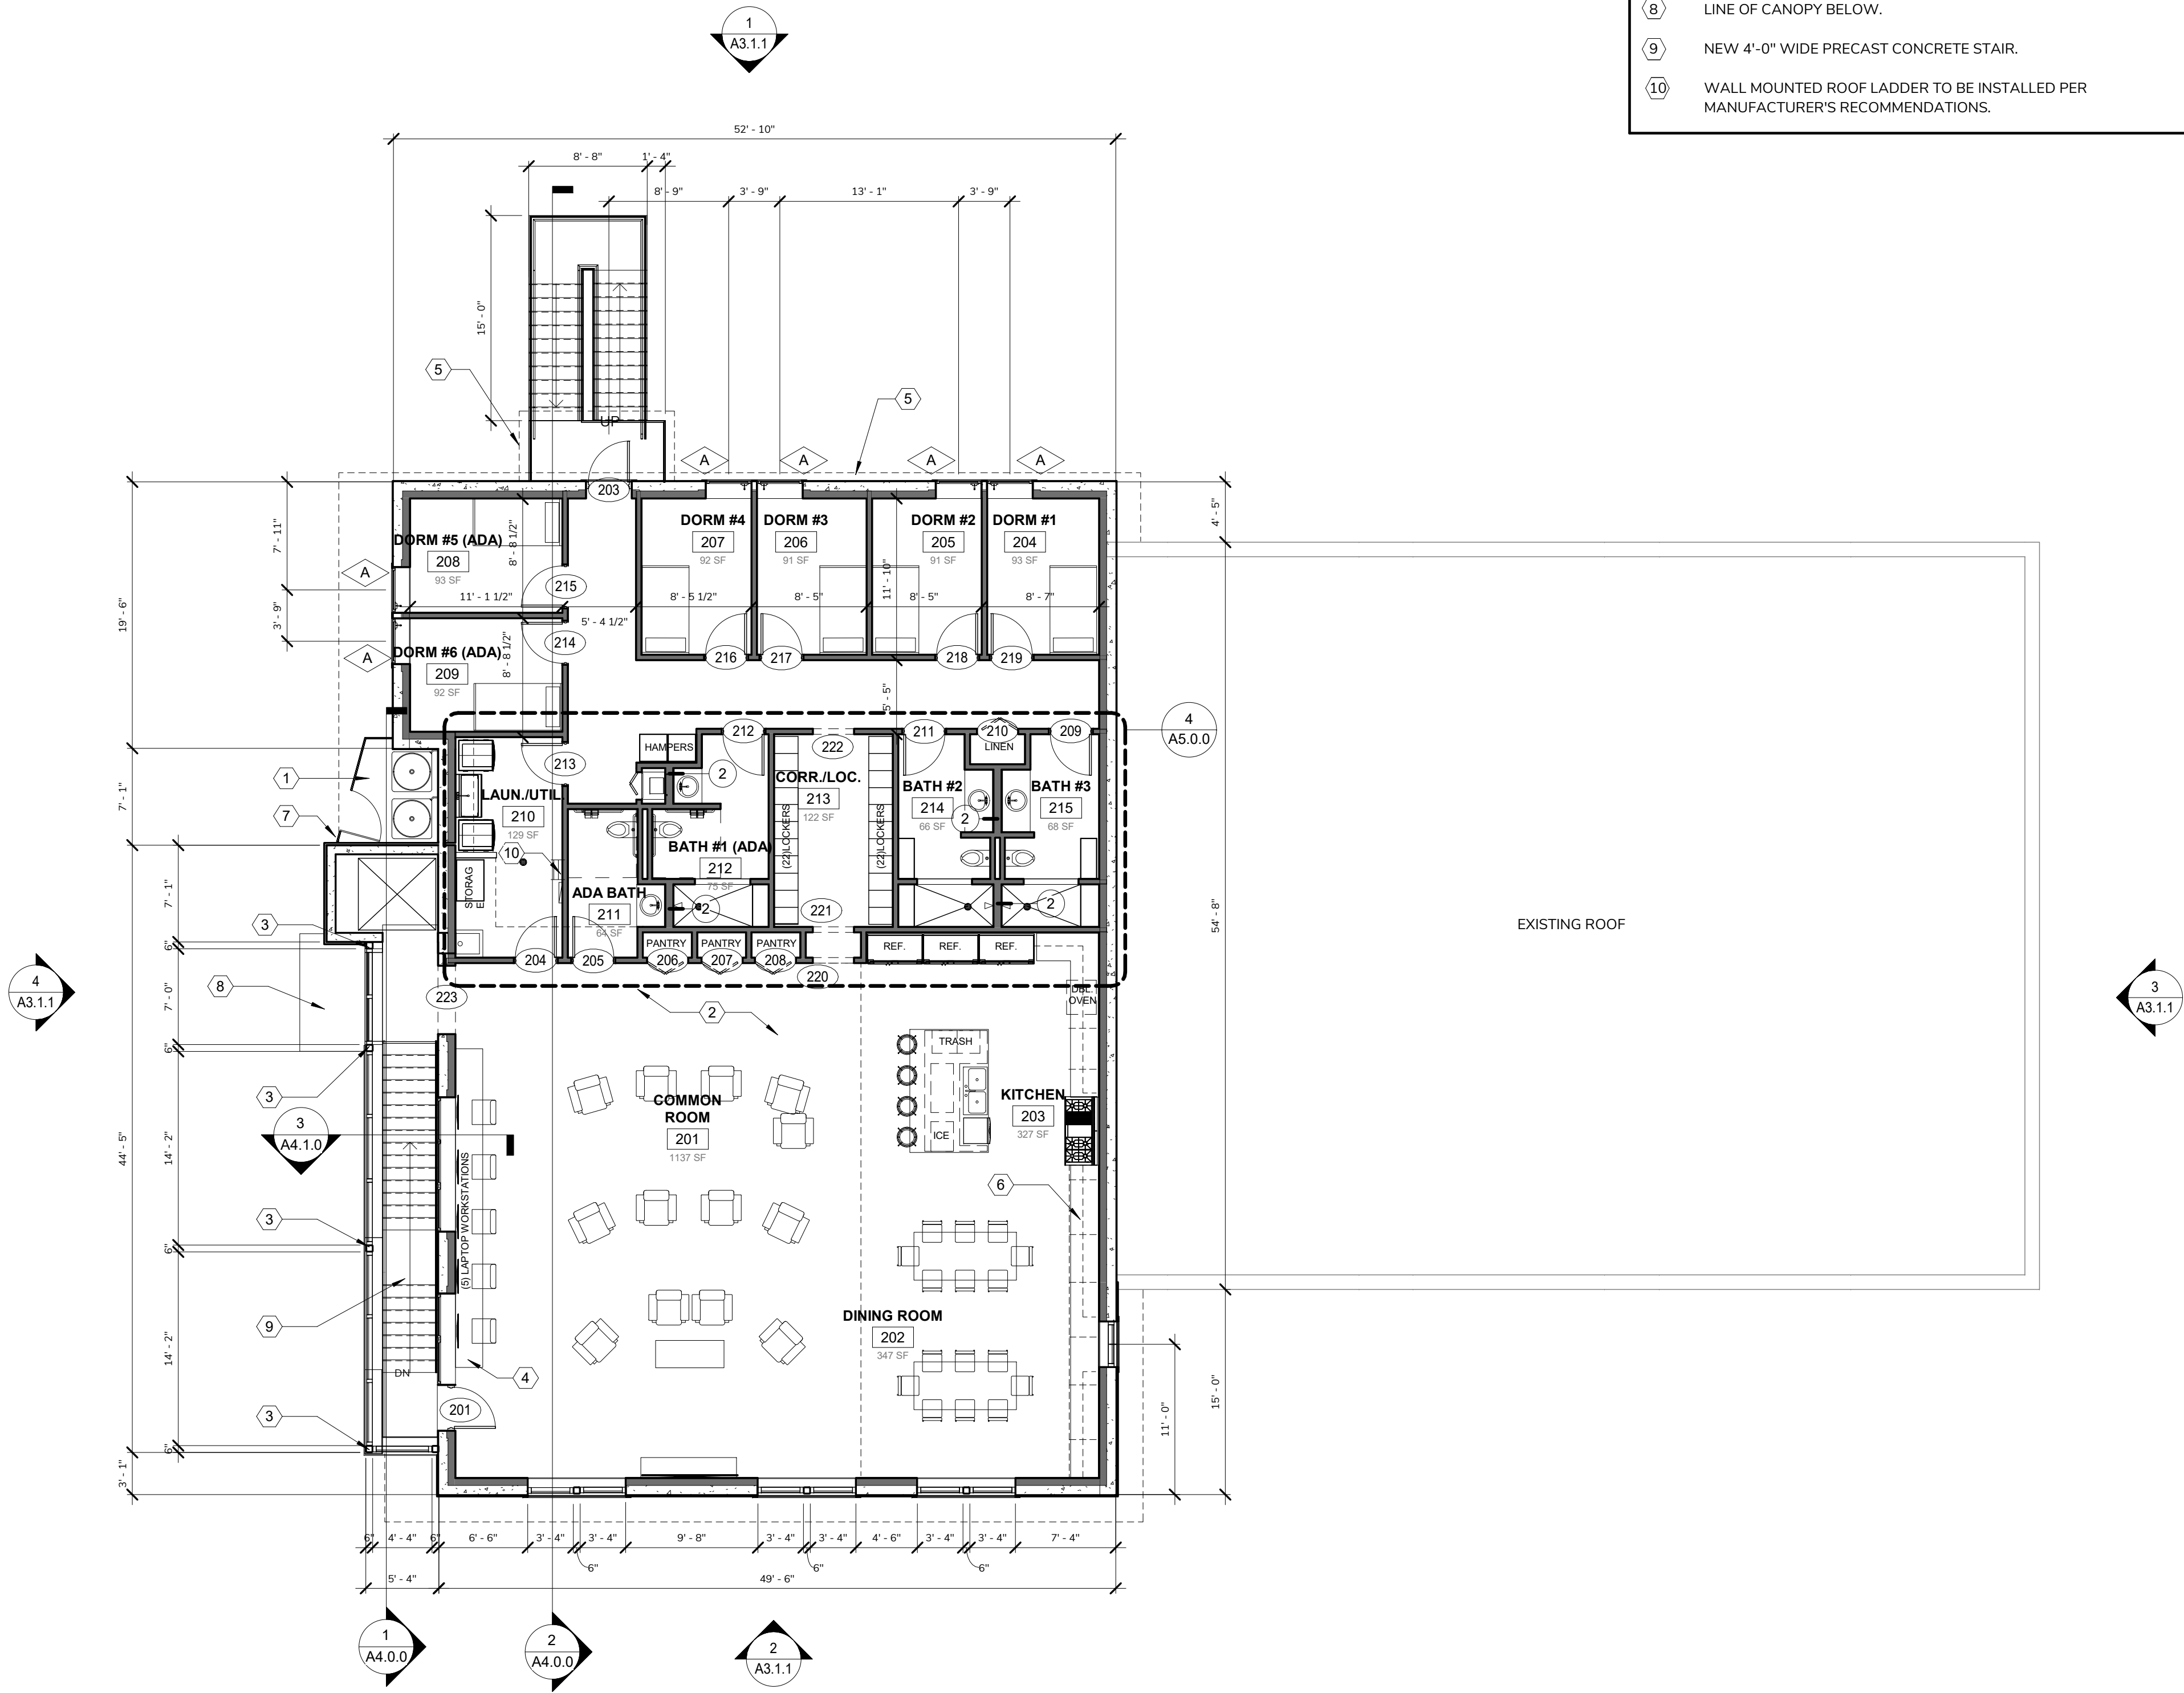 8
LINE OF CANOPY BELOW.
9
NEW 4'-0" WIDE PRECAST CONCRETE STAIR.
10
WALL MOUNTED ROOF LADDER TO BE INSTALLED PER
MANUFACTURER'S RECOMMENDATIONS.
1
A3.1.1
52' - 10"
8' - 8"
1' - 4"
8' - 9"
3' - 9"
13' - 1"
3' - 9"
15' - 0"
5
5
UP
A
A
A
A
203
DORM #5 (ADA)
208
93 SF
8' - 8 1/2"
DORM #4
207
92 SF
DORM #3
206
91 SF
DORM #2
205
91 SF
DORM #1
204
93 SF
4' - 5"
7' - 11"
A
215
11' - 10"
11' - 1 1/2"
8' - 5 1/2"
8' - 5"
8' - 5"
8' - 7"
19' - 6"
3' - 9"
5' - 4 1/2"
214
A
DORM #6 (ADA)
209
92 SF
8' - 8 1/2"
216
217
218
219
5' - 5"
4
A5.0.0
212
222
211
210
209
HAMPERS
LINEN
213
1
2
CORR./LOC.
213
122 SF
BATH #2
214
66 SF
BATH #3
215
68 SF
LAUN./UTIL
210
129 SF
7' - 1"
7
2
(22)LOCKERS
(22)LOCKERS
10
BATH #1 (ADA)
212
75 SF
STORAG
E
ADA BATH
211
64 SF
2
2
221
7' - 1"
3
6"
PANTRY
PANTRY
PANTRY
REF.
REF.
REF.
204
205
206
207
208
220
54' - 8"
EXISTING ROOF
4
A3.1.1
8
7' - 0"
223
DBL.
OVEN
3
A3.1.1
2
6"
TRASH
3
COMMON
ROOM
201
1137 SF
KITCHEN
203
327 SF
ICE
3
A4.1.0
44' - 5"
14' - 2"
(5) LAPTOP WORKSTATIONS
6
3
6"
9
14' - 2"
DINING ROOM
202
347 SF
DN
4
201
3
6"
3' - 1"
11' - 0"
15' - 0"
6"
4' - 4"
6"
6' - 6"
3' - 4"
3' - 4"
9' - 8"
3' - 4"
3' - 4"
4' - 6"
3' - 4"
3' - 4"
7' - 4"
6"
6"
6"
5' - 4"
49' - 6"
1
A4.0.0
2
A4.0.0
2
A3.1.1